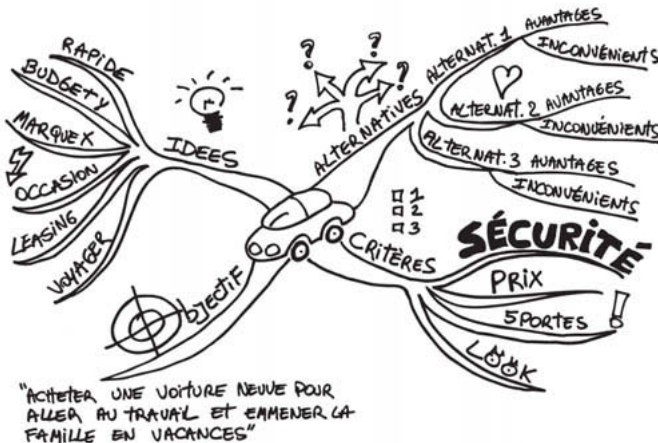 RAPIDE
BUDGET Y
MARQUE X
OCCASION
LEASING
VOYAGER
IDEES
? ? ? ?
ALTERNATIVES
ALTERNAT. 1
AVANTAGES
INCONVÉNIENTS
ALTERNAT. 2
AVANTAGES
INCONVÉNIENTS
ALTERNAT. 3
AVANTAGES
INCONVÉNIENTS
1
2
3
CRITÈRES
SÉCURITÉ
PRIX
5 PORTES
!
LOOK
OBJECTIF
"ACHETER UNE VOITURE NEUVE POUR
ALLER AU TRAVAIL ET EMMENER LA
FAMILLE EN VACANCES"